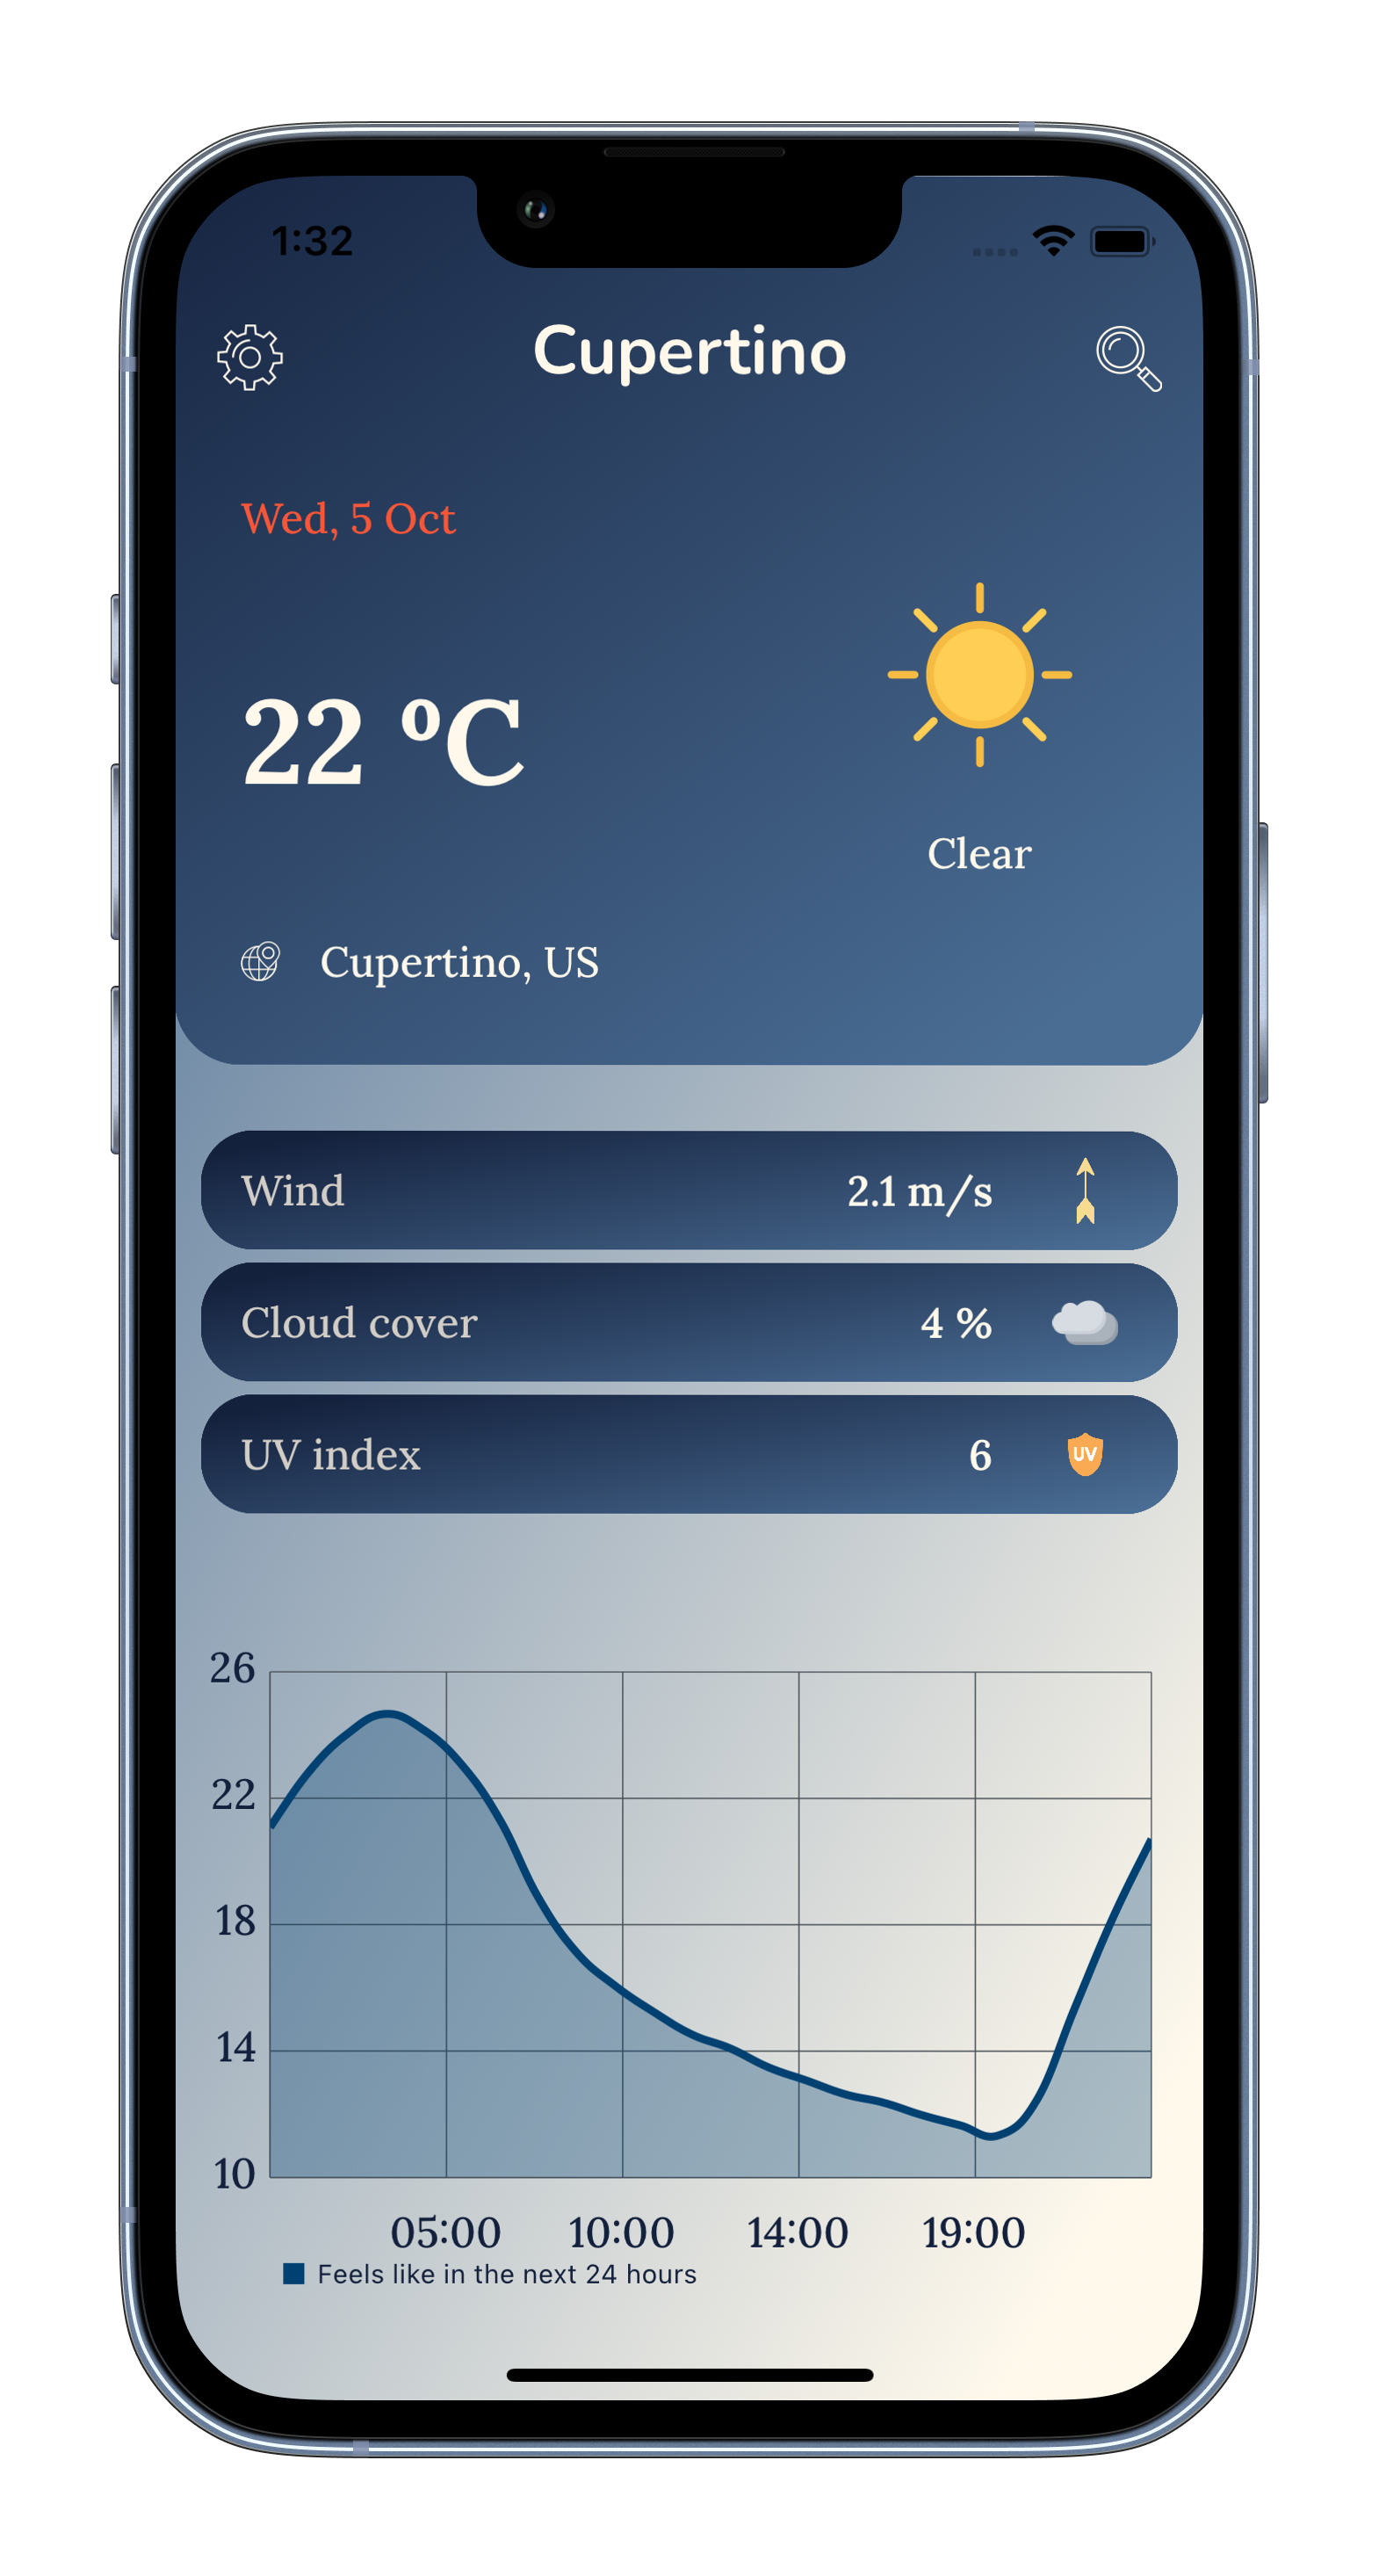 1:32
Cupertino
Wed, 5 Oct
22 ºC
Clear
Cupertino, US
Wind 2.1 m/s
Cloud cover 4 %
UV index 6 UV
26
22
18
14
10
05:00 10:00 14:00 19:00
Feels like in the next 24 hours